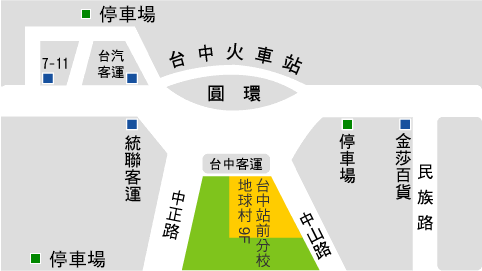 停車場
台中火車站
7-11
台汽
客運
圓 環
統聯客運
台中客運
停車場
金莎百貨
民族路
中正路
台中站前分校
地球村 9F
中山路
停車場